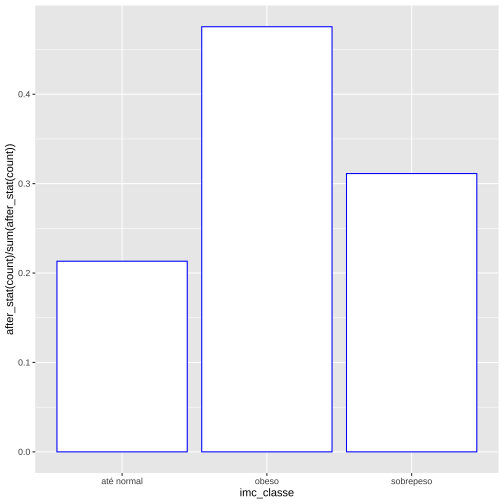 after_stat(count)/sum(after_stat(count))
0.4
0.3
0.2
0.1
0.0
até normal obeso sobrepeso
imc_classe